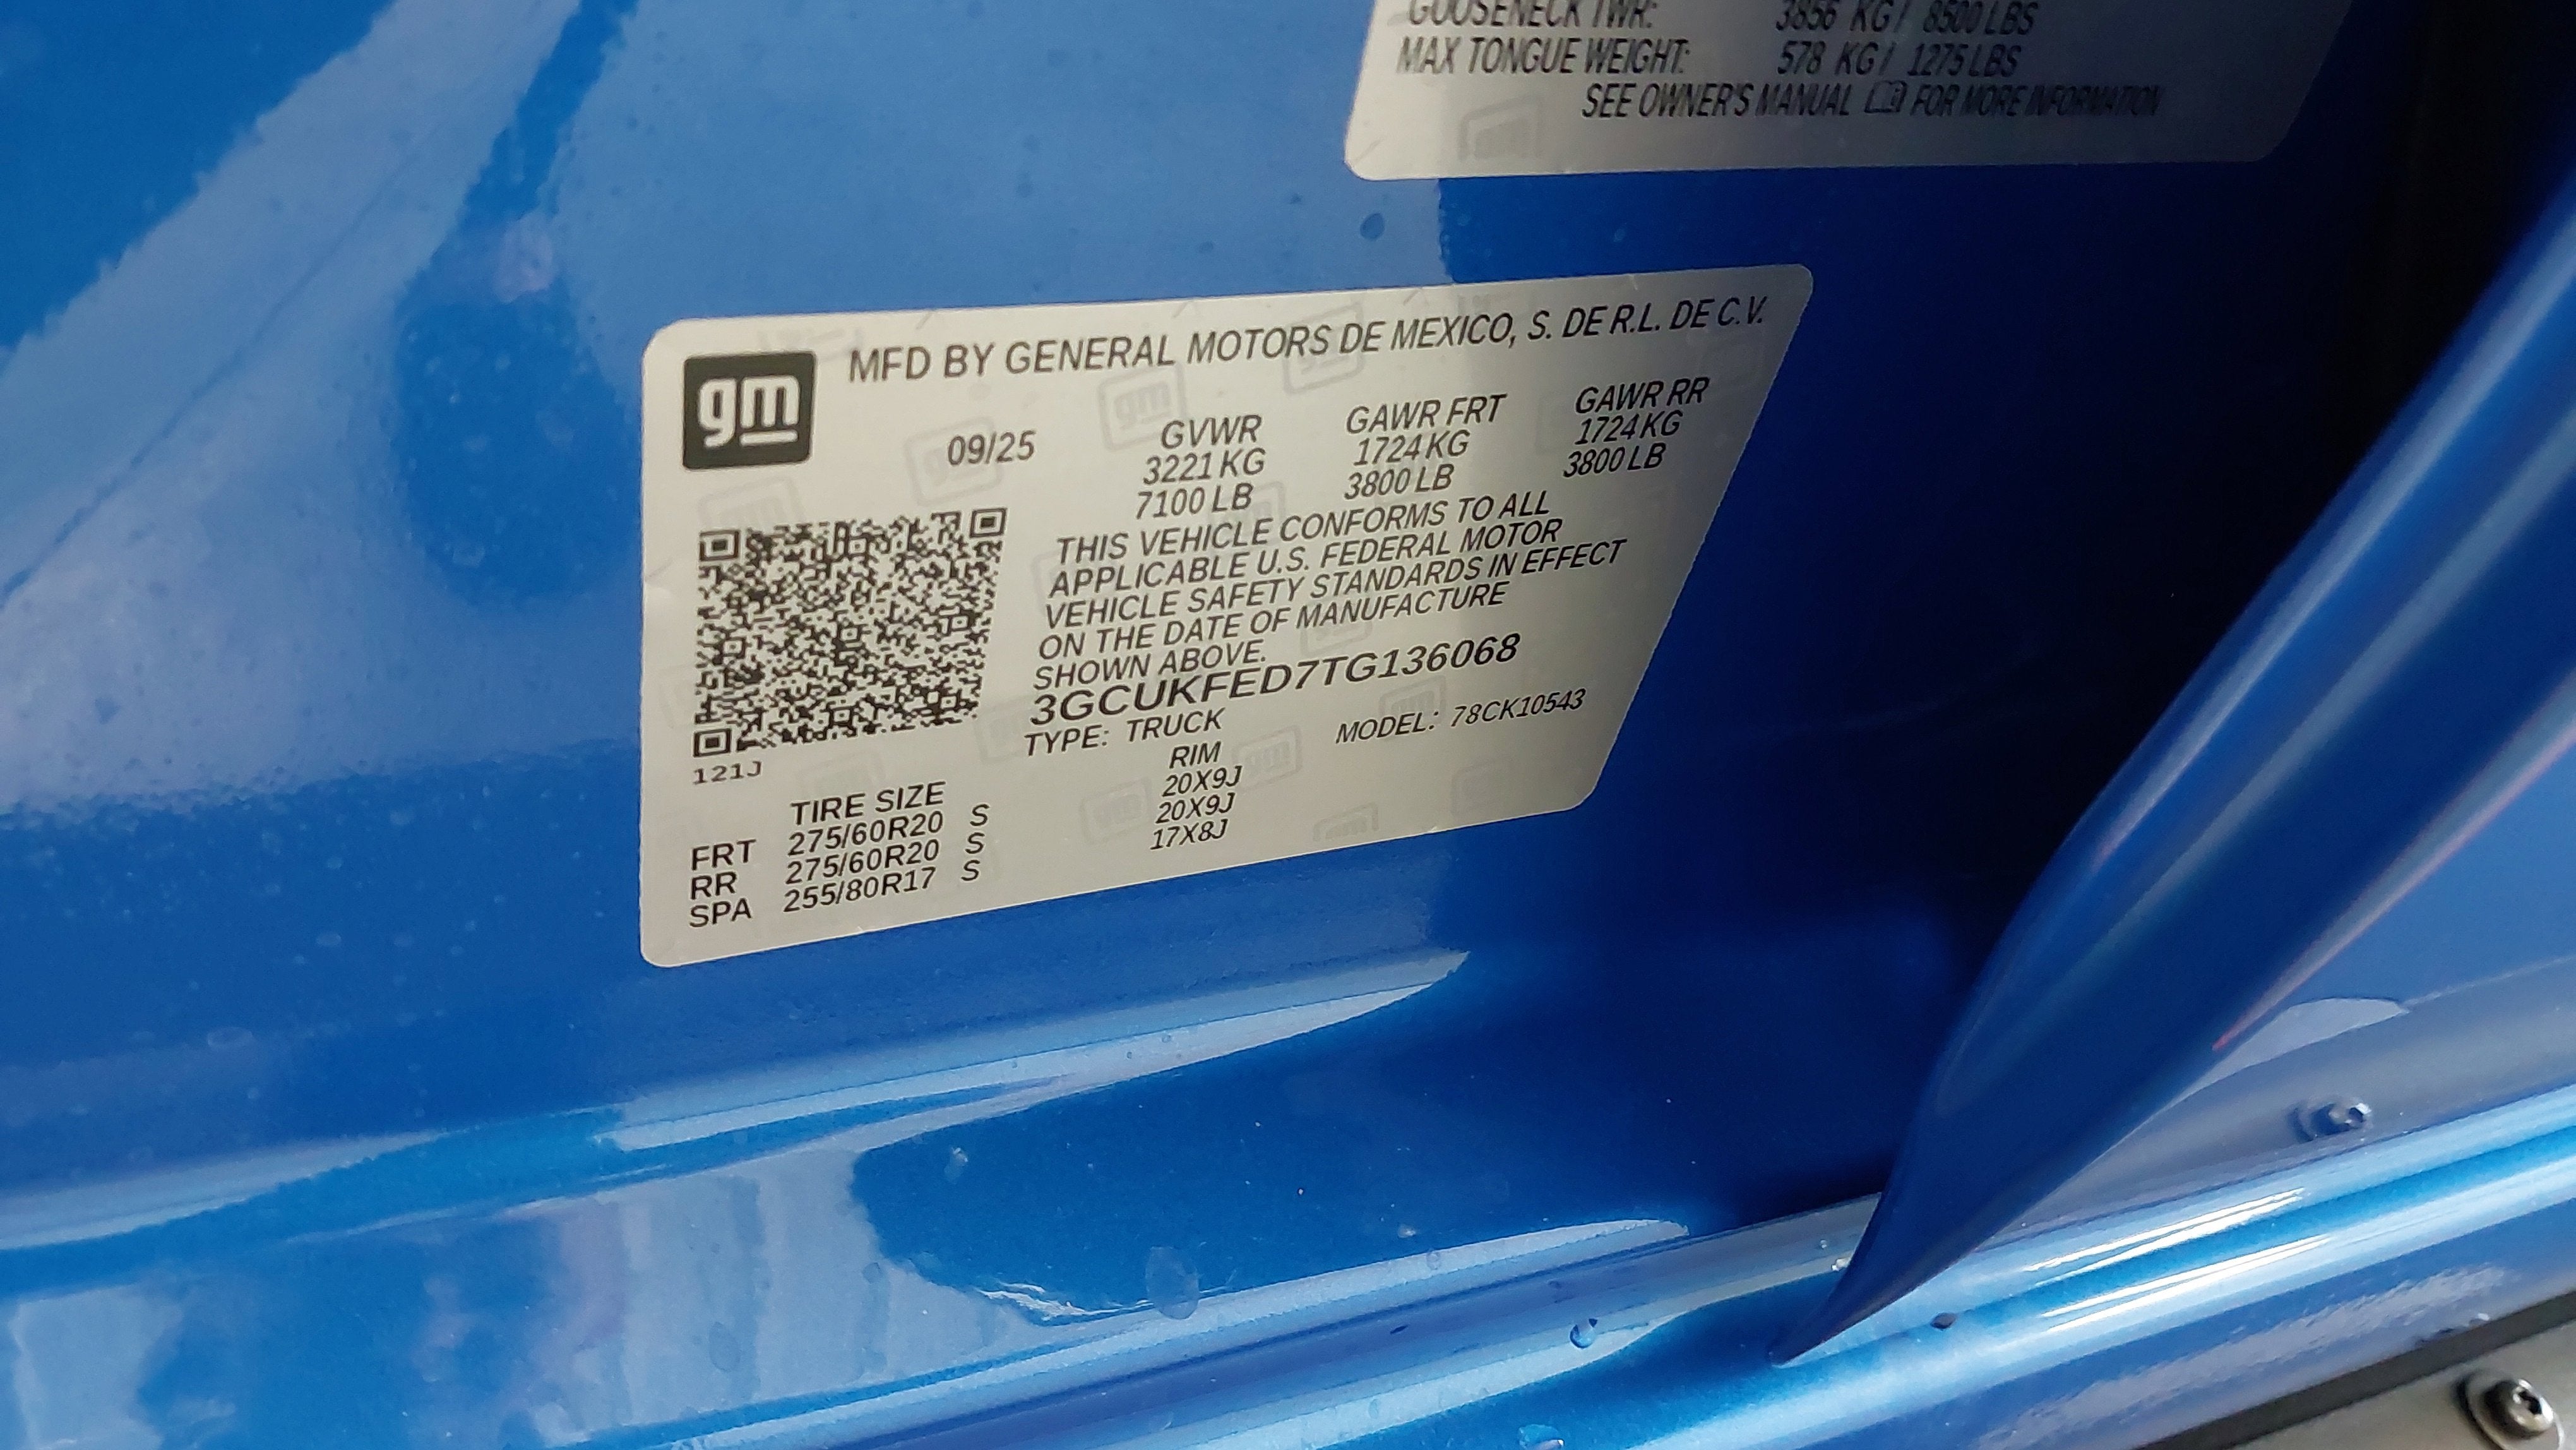 GOOSENECK TWR: 3856 KG / 8500 LBS
MAX TONGUE WEIGHT: 578 KG / 1275 LBS
SEE OWNER'S MANUAL FOR MORE INFORMATION
gm
MFD BY GENERAL MOTORS DE MEXICO, S. DE R.L. DE C.V.
09/25 GVWR GAWR FRT GAWR RR
3221 KG 1724 KG 1724 KG
7100 LB 3800 LB 3800 LB
THIS VEHICLE CONFORMS TO ALL
APPLICABLE U.S. FEDERAL MOTOR
VEHICLE SAFETY STANDARDS IN EFFECT
ON THE DATE OF MANUFACTURE
SHOWN ABOVE.
3GCUKFED7TG136068
TYPE: TRUCK MODEL: 78CK10543
121J
TIRE SIZE RIM
FRT 275/60R20 S 20X9J
RR 275/60R20 S 20X9J
SPA 255/80R17 S 17X8J